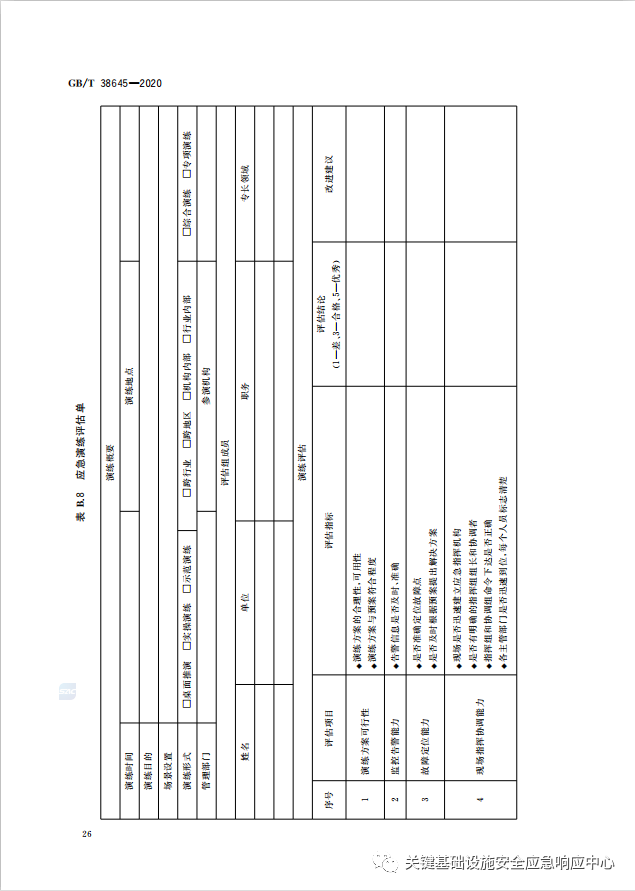 GB/T 38645—2020
表 B.8 应急演练评估单
演练概要
演练时间 演练地点
演练目的
场景设置
演练形式 □桌面推演 □实操演练 □示范演练 □跨行业 □跨地区 □机构内部 □行业内部 □综合演练 □专项演练
管理部门 参演机构
评估组成员
姓名 单位 职务 专长领域
演练评估
序号 评估项目 评估指标 评估结论 改进建议
(1—差、3—合格、5—优秀)
1 演练方案可行性
◆演练方案的合理性,可用性
◆演练方案与预案符合程度
2 监控告警能力 ◆告警信息是否及时、准确
3 故障定位能力
◆是否准确定位故障点
◆是否及时根据预案提出解决方案
4 现场指挥协调能力
◆现场是否迅速建立应急指挥机构
◆是否有明确的指挥组长和协调者
◆指挥组和协调组命令下达是否正确
◆各主管部门是否迅速到位,每个人员标志清楚
26
关键基础设施安全应急响应中心